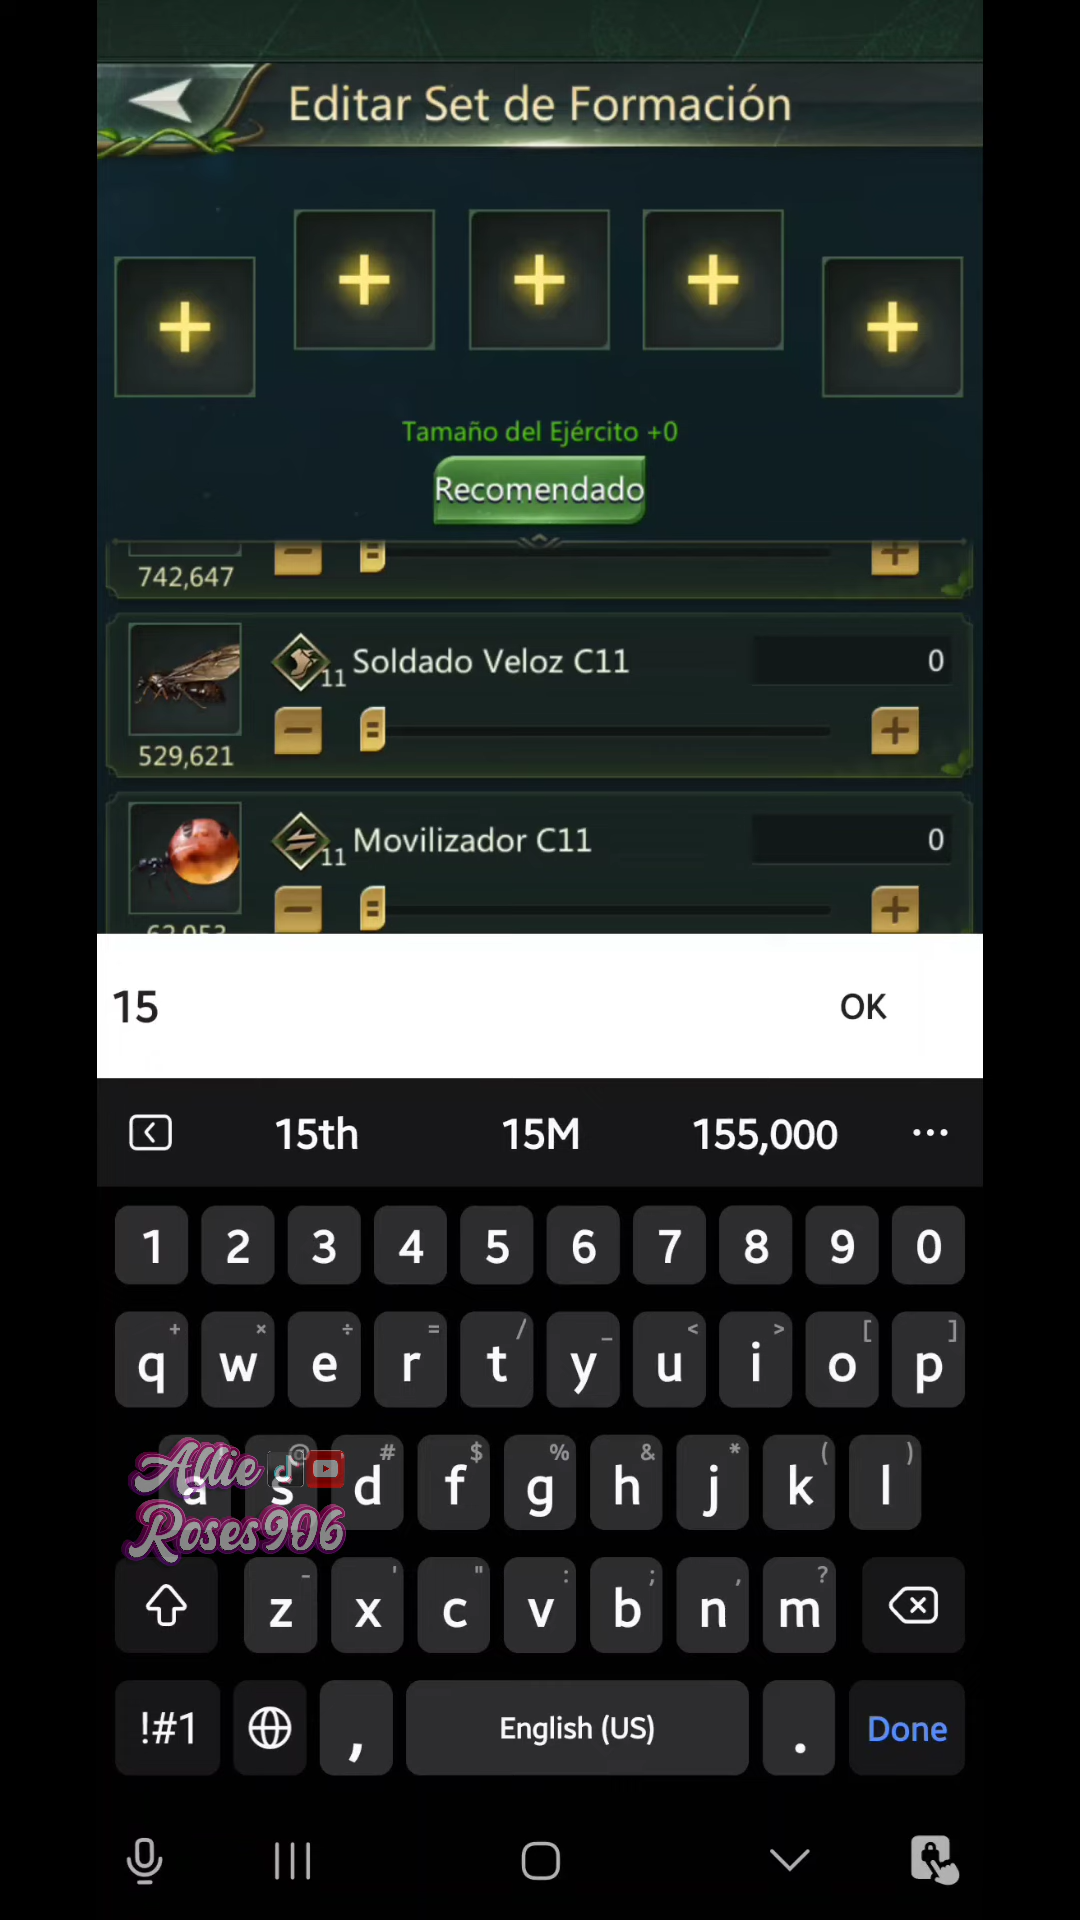 Editar Set de Formación
Tamaño del Ejército +0
Recomendado
742,647
11 Soldado Veloz C11 0
529,621
11 Movilizador C11 0
62,953
15 OK
15th 15M 155,000 ...
1 2 3 4 5 6 7 8 9 0
+ × ÷ = / _ < > [ ]
q w e r t y u i o p
@ # $ % & * ( )
a s d f g h j k l
Allie
Roses906
- ' " : ; , ?
z x c v b n m
!#1 , English (US) . Done